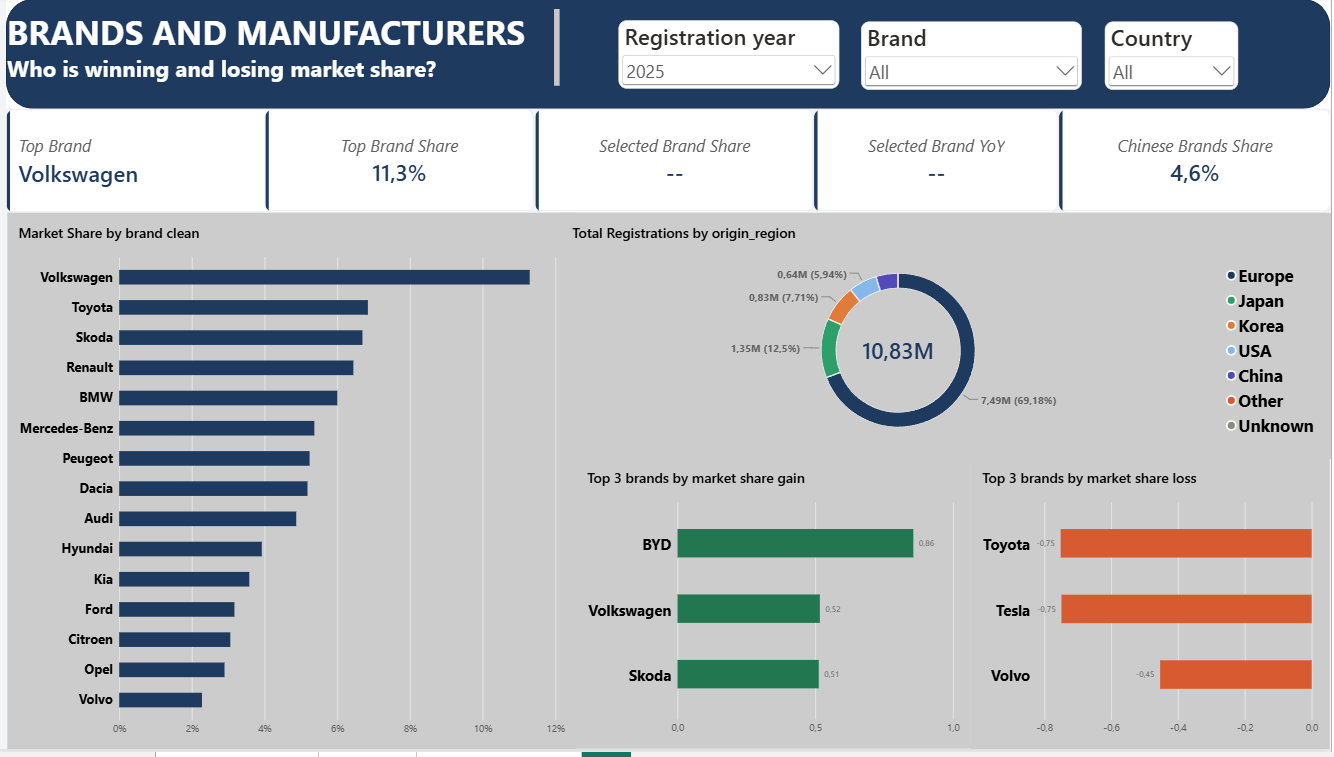 BRANDS AND MANUFACTURERS
Who is winning and losing market share?
Registration year
2025
Brand
All
Country
All
Top Brand
Volkswagen
Top Brand Share
11,3%
Selected Brand Share
--
Selected Brand YoY
--
Chinese Brands Share
4,6%
Market Share by brand clean
Volkswagen
Toyota
Skoda
Renault
BMW
Mercedes-Benz
Peugeot
Dacia
Audi
Hyundai
Kia
Ford
Citroen
Opel
Volvo
0% 2% 4% 6% 8% 10% 12%
Total Registrations by origin_region
0,64M (5,94%)
0,83M (7,71%)
1,35M (12,5%)
10,83M
7,49M (69,18%)
Europe
Japan
Korea
USA
China
Other
Unknown
Top 3 brands by market share gain
BYD 0,86
Volkswagen 0,52
Skoda 0,51
0,0 0,5 1,0
Top 3 brands by market share loss
Toyota -0,75
Tesla -0,75
Volvo -0,45
-0,8 -0,6 -0,4 -0,2 0,0